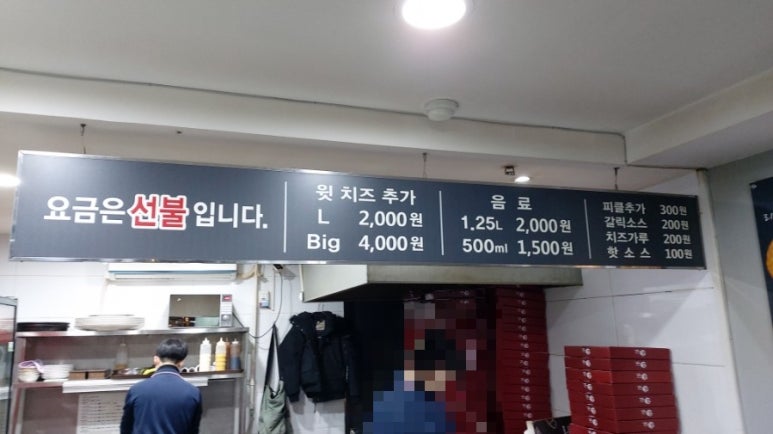 요금은 선불입니다.
윗 치즈 추가
L 2,000원
Big 4,000원
음 료
1.25L 2,000원
500ml 1,500원
피클추가 300원
갈릭소스 200원
치즈가루 200원
핫 소스 100원